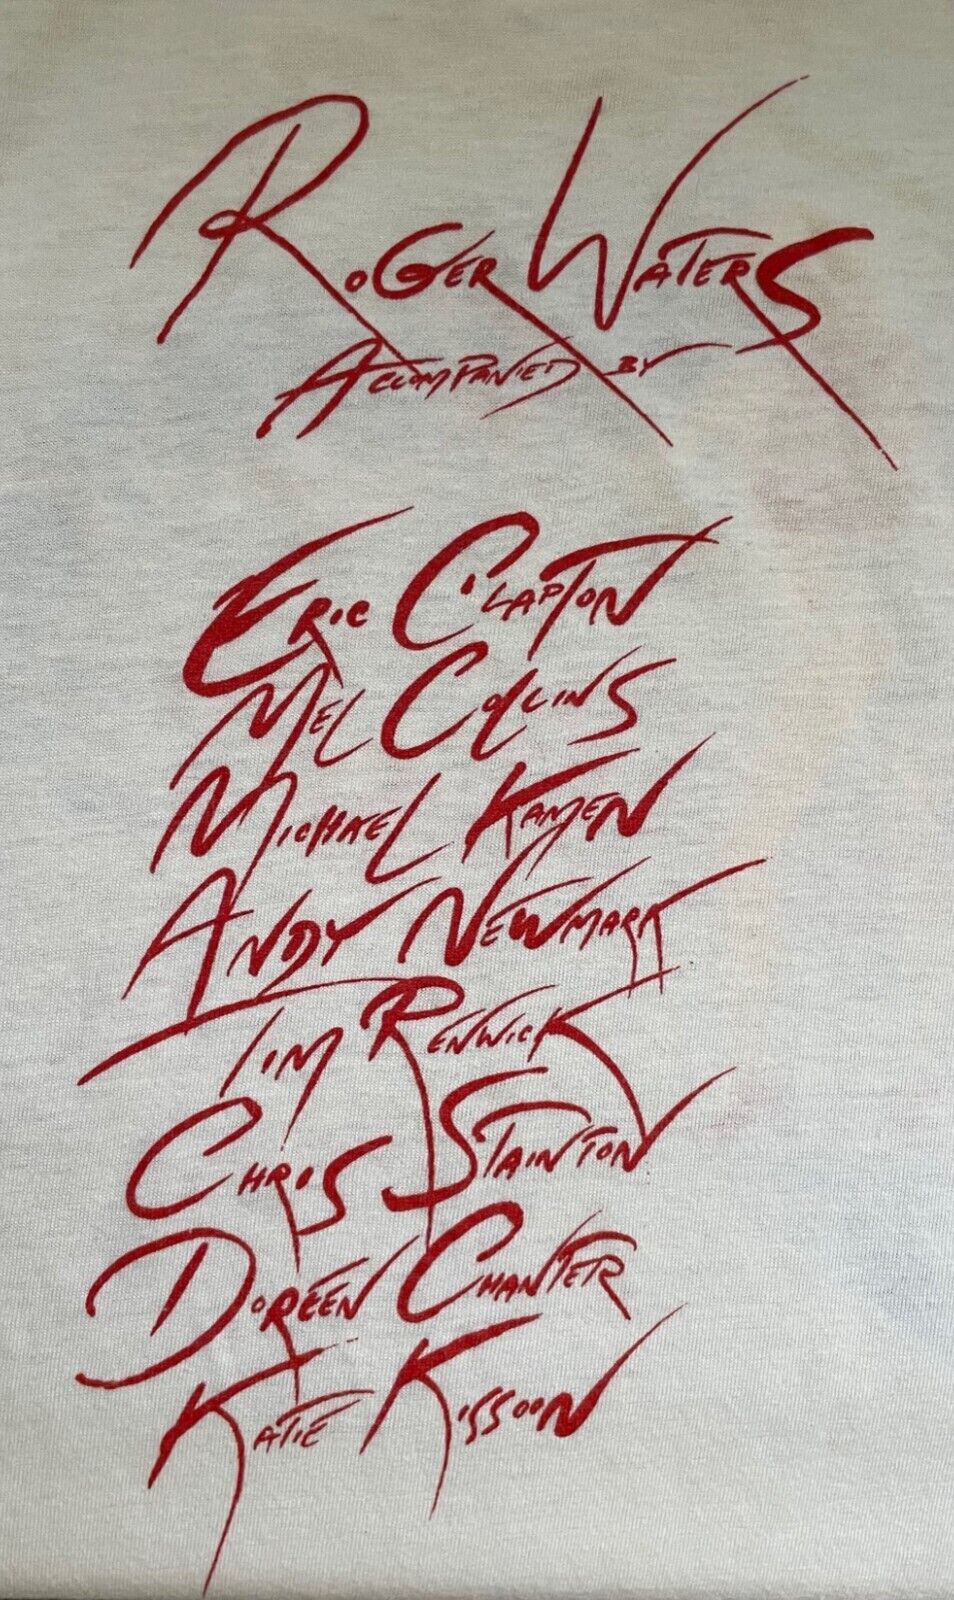 Roger Waters
Accompanied by
Eric Clapton
Mel Collins
Michael Kamen
Andy Newmark
Tim Renwick
Chris Stainton
Doreen Chanter
Katie Kissoon